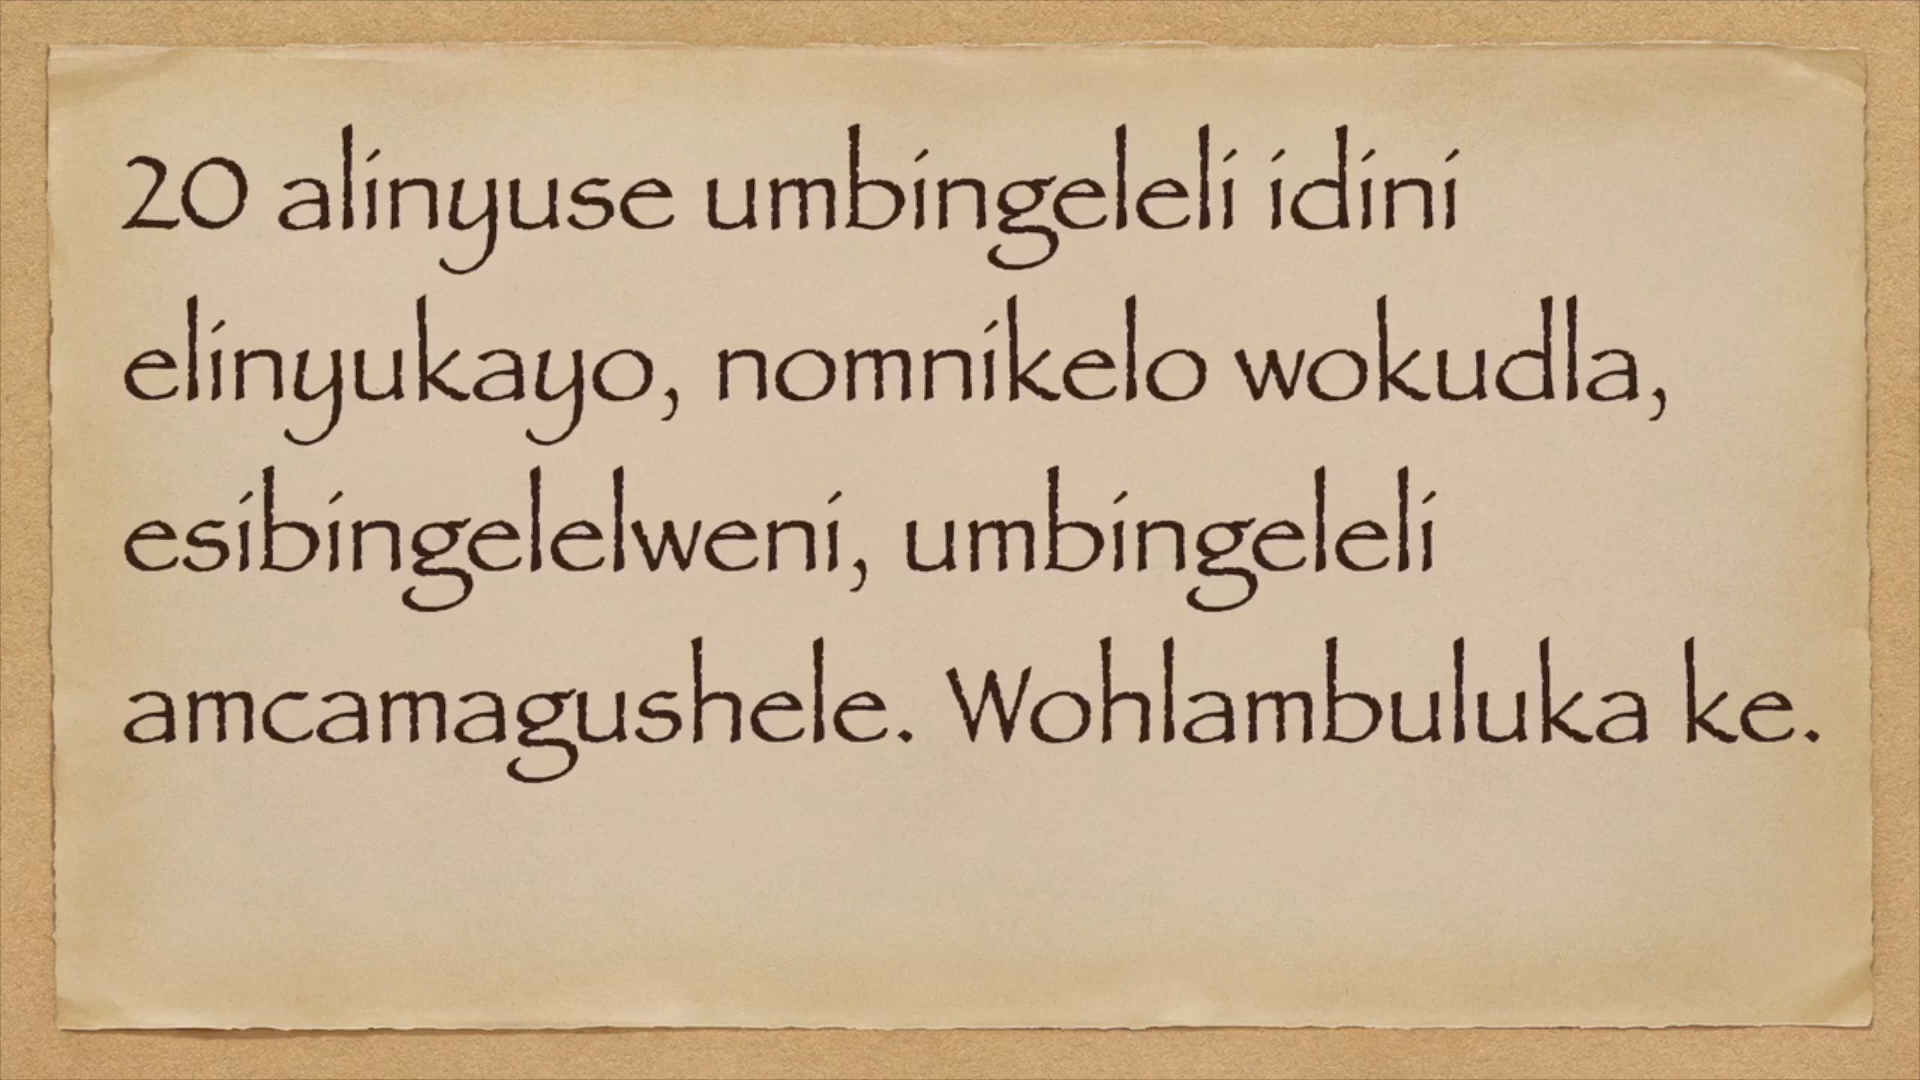 20 alinyuse umbingeleli idini
elinyukayo, nomnikelo wokudla,
esibingelelweni, umbingeleli
amcamagushele. Wohlambuluka ke.